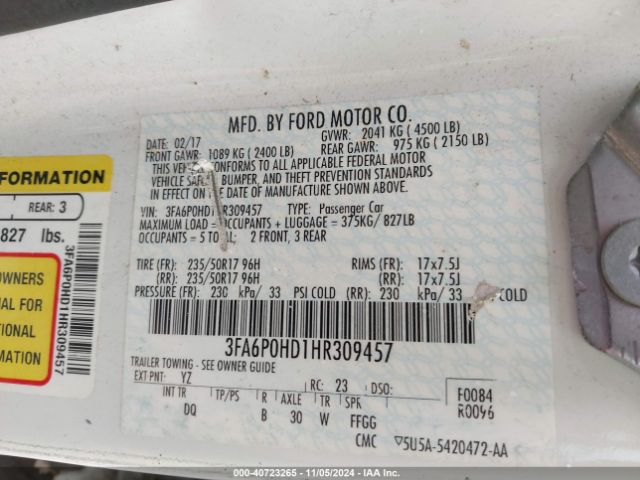 MFD. BY FORD MOTOR CO.
DATE: 02/17 GVWR: 2041 KG ( 4500 LB)
FRONT GAWR: 1089 KG ( 2400 LB) REAR GAWR: 975 KG ( 2150 LB)
THIS VEHICLE CONFORMS TO ALL APPLICABLE FEDERAL MOTOR
VEHICLE SAFETY, BUMPER, AND THEFT PREVENTION STANDARDS
IN EFFECT ON THE DATE OF MANUFACTURE SHOWN ABOVE.
VIN: 3FA6P0HD1HR309457 TYPE: Passenger Car
MAXIMUM LOAD = OCCUPANTS + LUGGAGE = 375KG/ 827LB
OCCUPANTS = 5 TOTAL; 2 FRONT, 3 REAR
TIRE (FR): 235/50R17 96H RIMS (FR): 17x7.5J
(RR): 235/50R17 96H (RR): 17x7.5J
PRESSURE (FR): 230 kPa/ 33 PSI COLD (RR): 230 kPa/ 33 COLD
3FA6P0HD1HR309457
TRAILER TOWING - SEE OWNER GUIDE
EXT PNT: YZ RC: 23 DSO: F0084
INT TR TP/PS R AXLE TR SPR R0096
DQ B 30 W FFGG
CMC 5U5A-5420472-AA
FORMATION
REAR: 3
827 lbs.
OWNERS
AL FOR
TIONAL
MATION
3FA6P0HD1HR309457
000-40723265 - 11/05/2024 - IAA Inc.